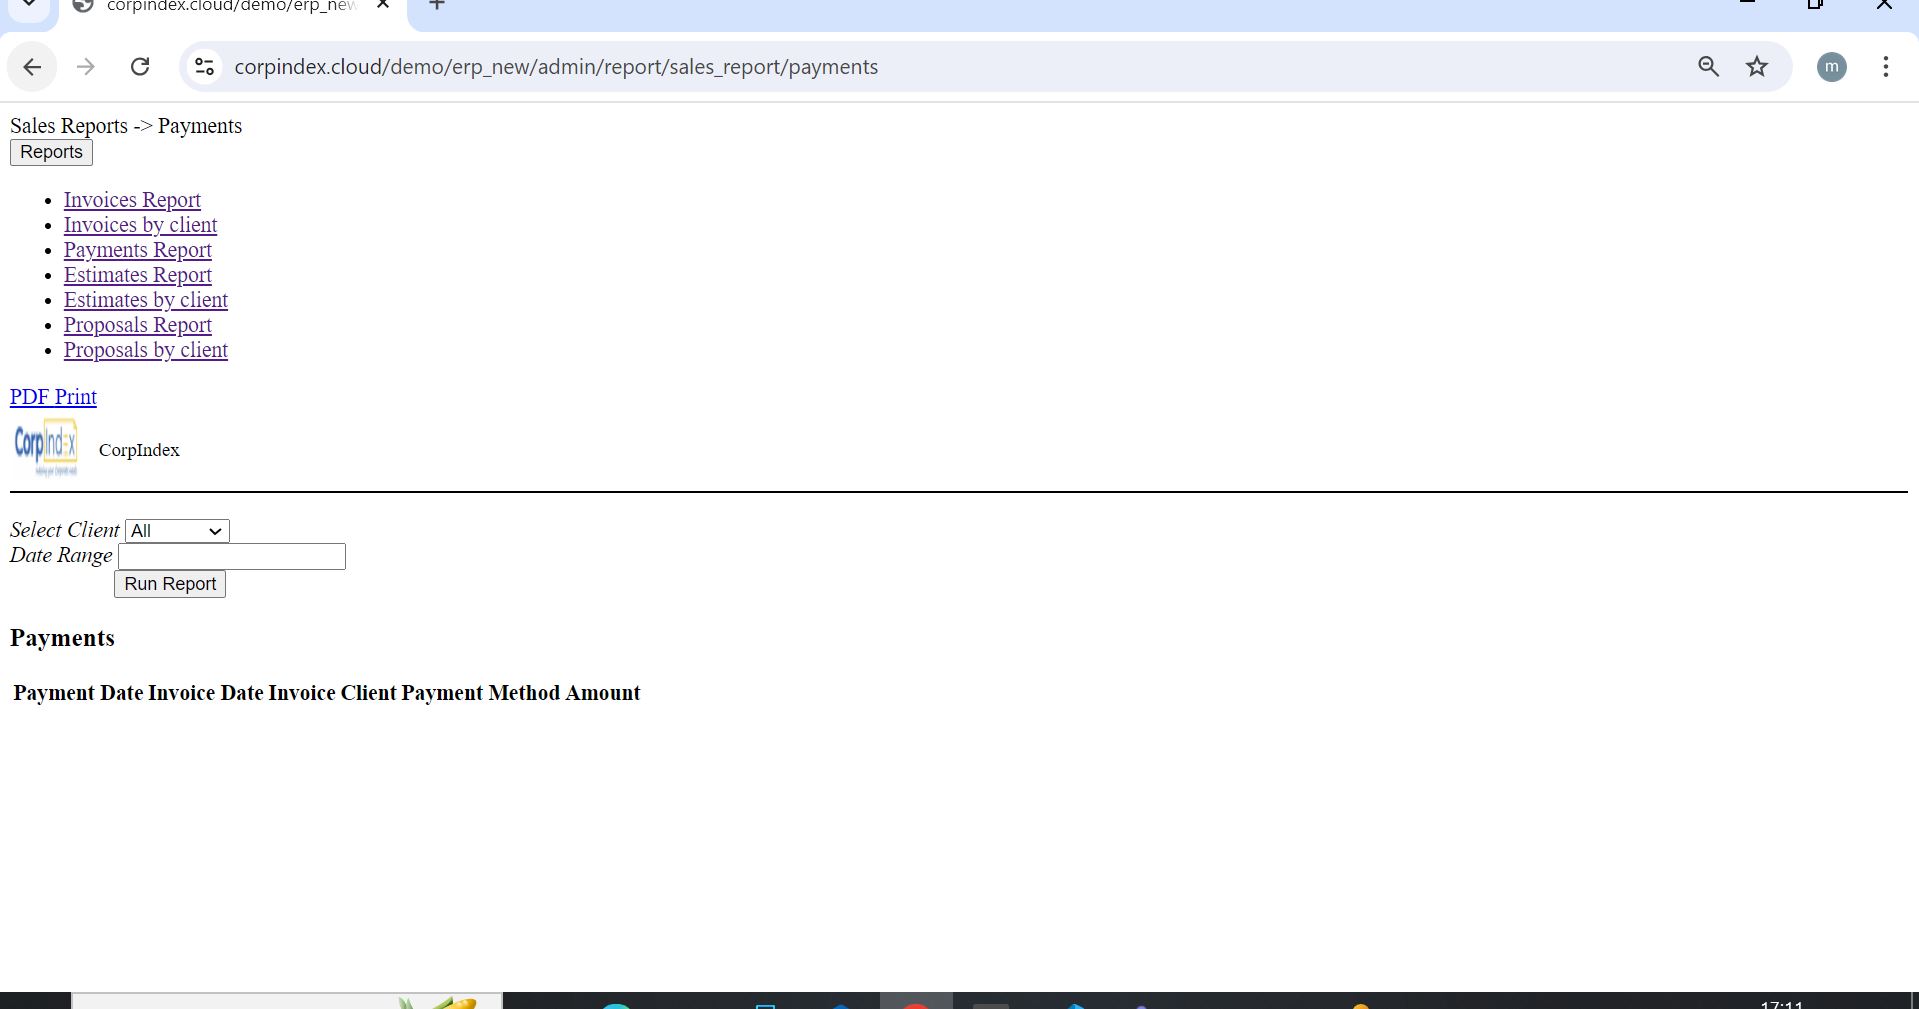 corpindex.cloud/demo/erp_new
corpindex.cloud/demo/erp_new/admin/report/sales_report/payments
m
Sales Reports -> Payments
Reports
Invoices Report
Invoices by client
Payments Report
Estimates Report
Estimates by client
Proposals Report
Proposals by client
PDF Print
CorpIndex
CorpIndex
Select Client All
Date Range
Run Report
Payments
Payment Date Invoice Date Invoice Client Payment Method Amount
17:11